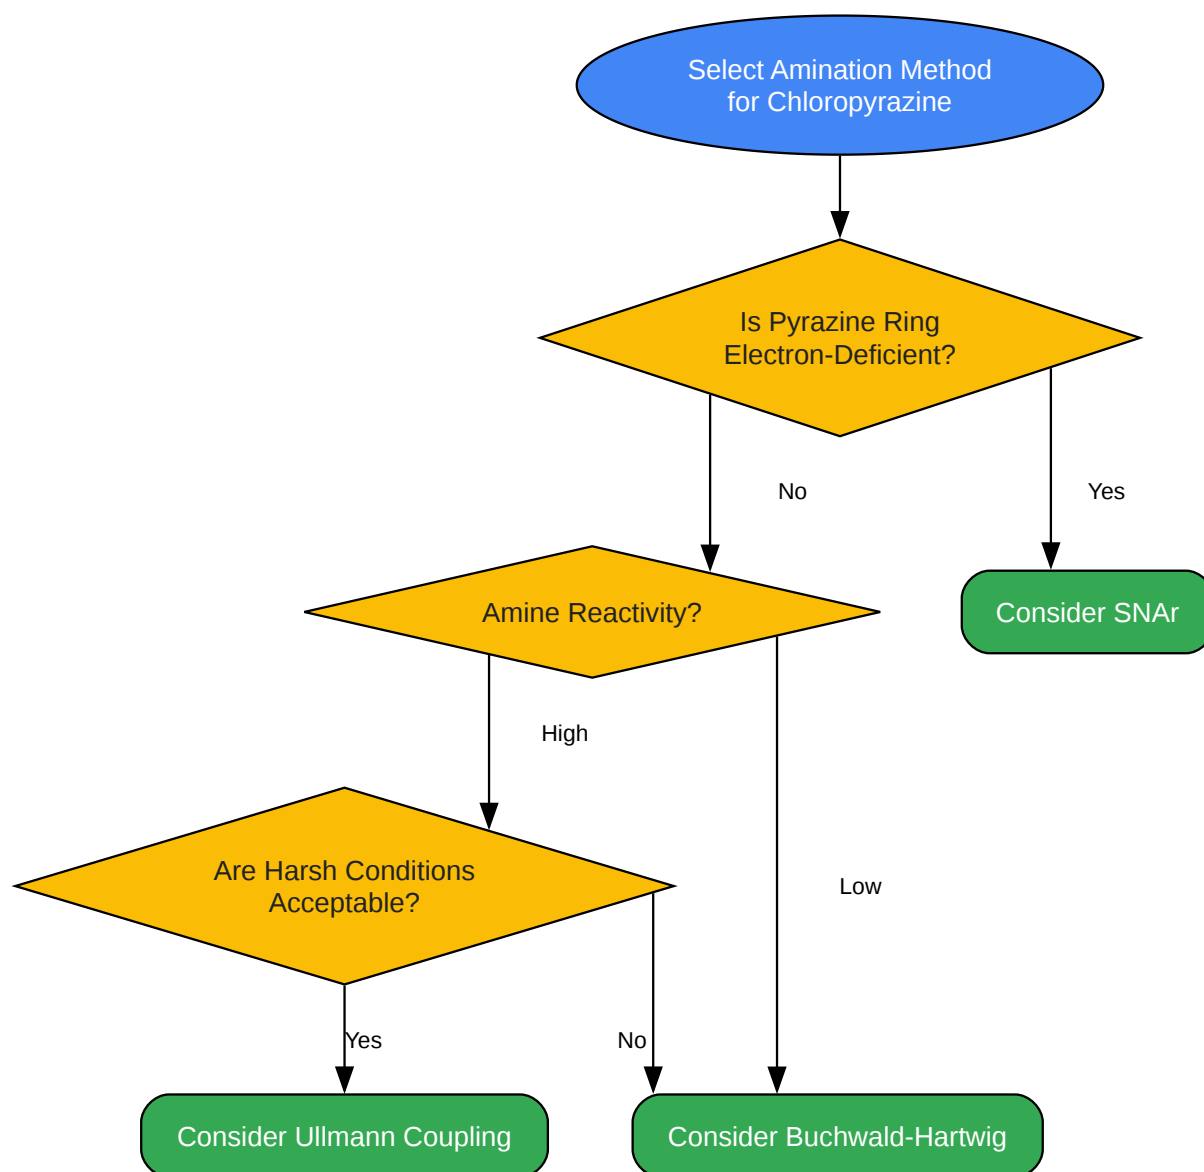 Select Amination Method
for Chloropyrazine
Is Pyrazine Ring
Electron-Deficient?
No
Yes
Amine Reactivity?
Consider SNAr
High
Are Harsh Conditions
Acceptable?
Low
Yes
No
Consider Ullmann Coupling
Consider Buchwald-Hartwig